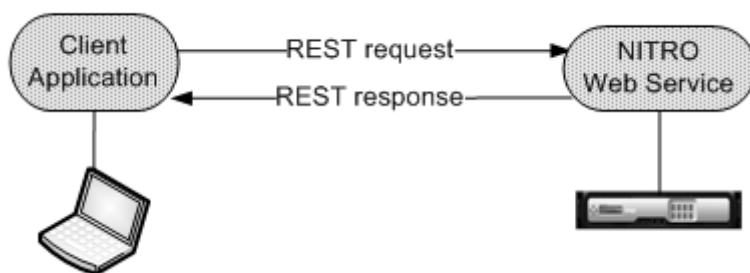 Client
Application
REST request
REST response
NITRO
Web Service